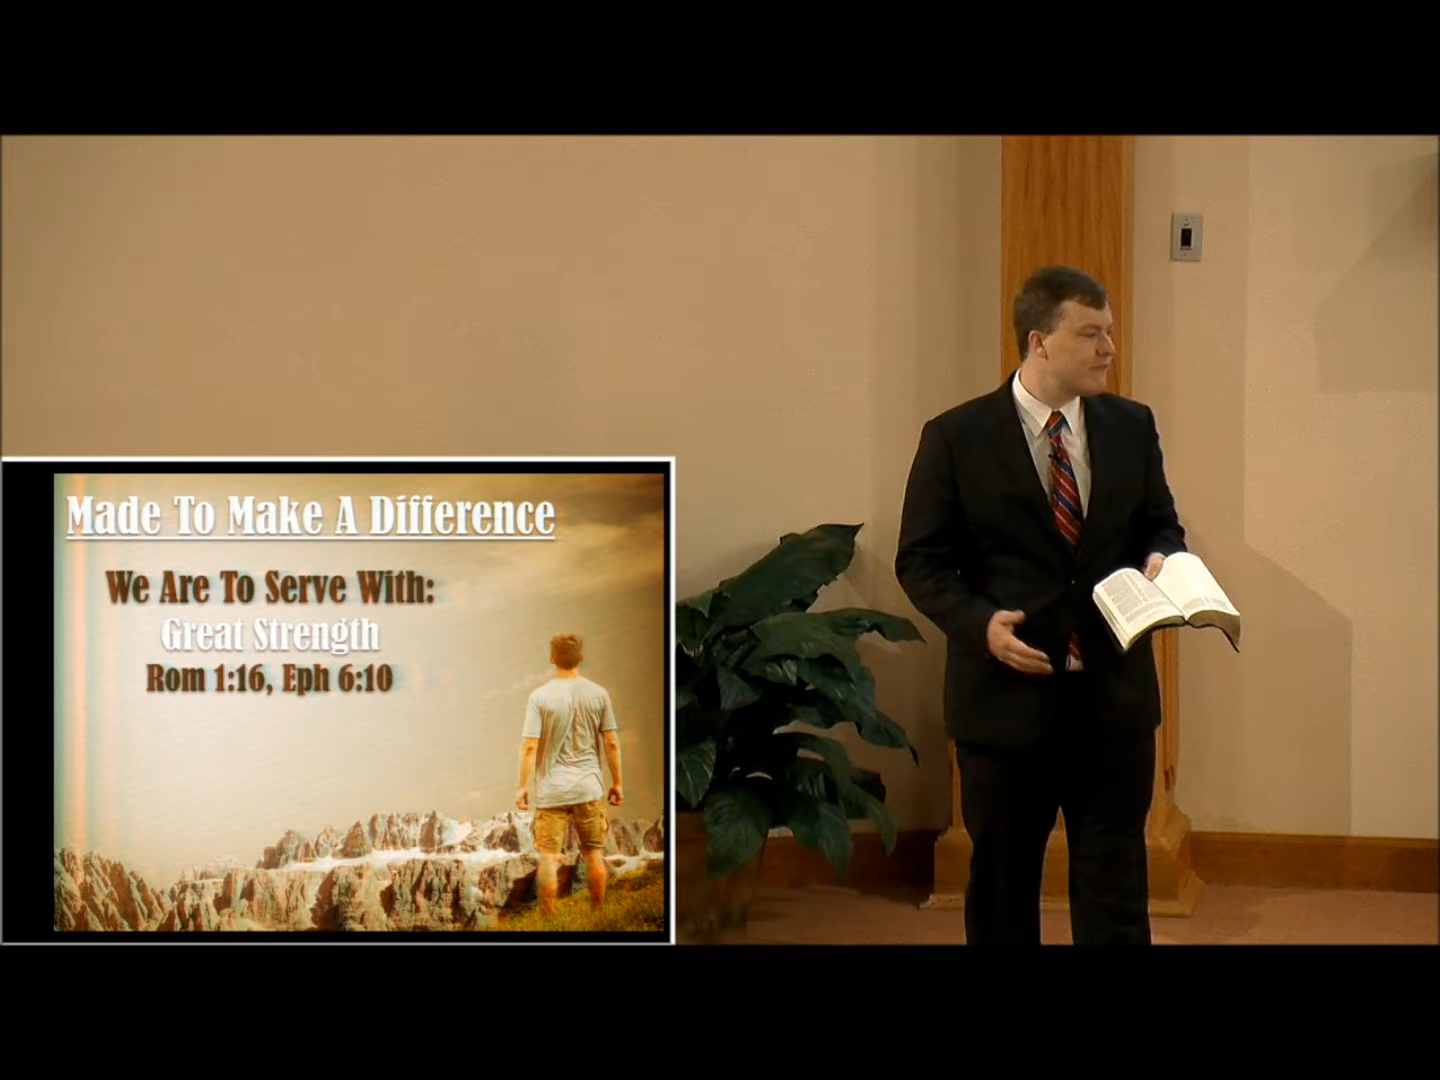 Made To Make A Difference
We Are To Serve With:
Great Strength
Rom 1:16, Eph 6:10